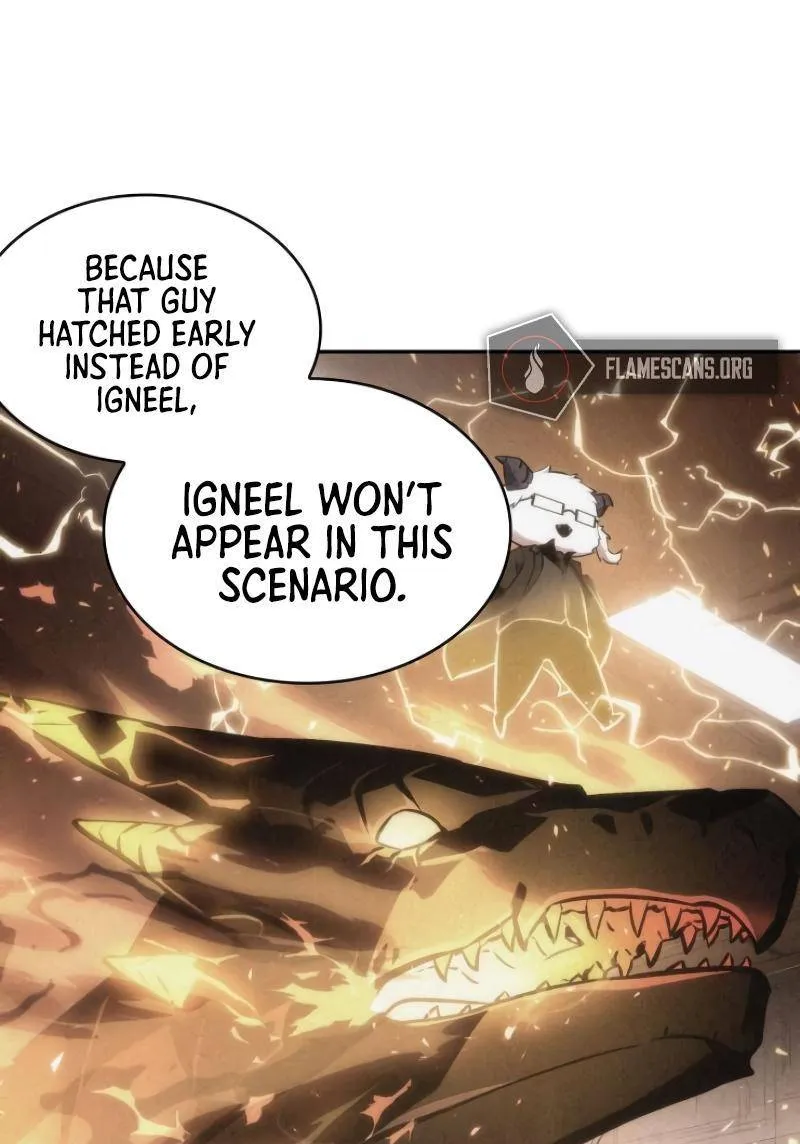 BECAUSE
THAT GUY
HATCHED EARLY
INSTEAD OF
IGNEEL,
FLAMESCANS.ORG
IGNEEL WON'T
APPEAR IN THIS
SCENARIO.